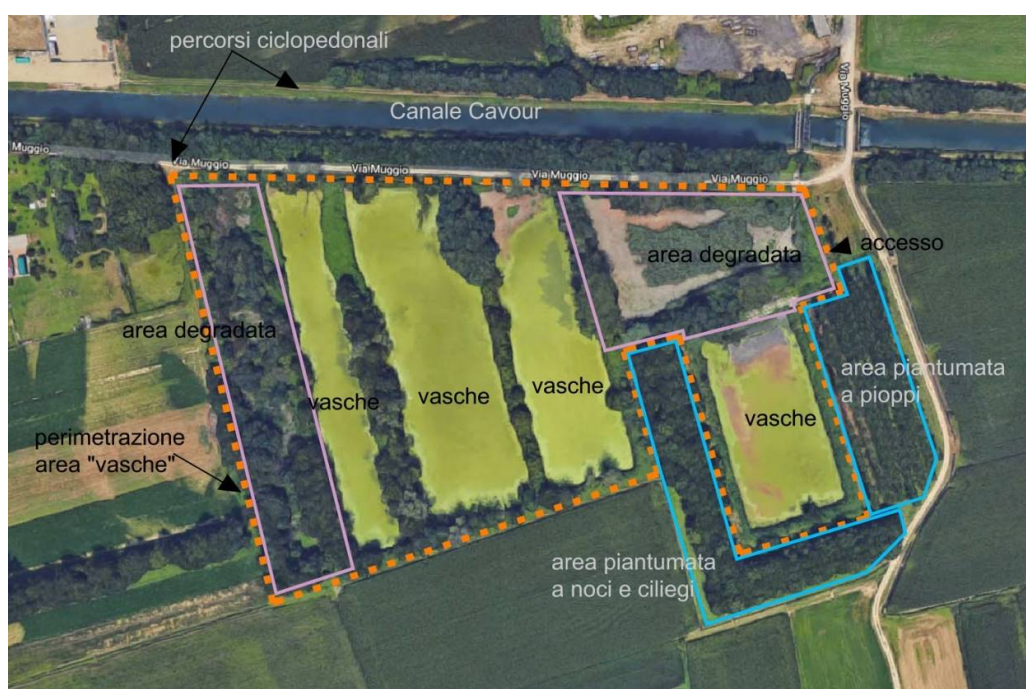 percorsi ciclopedonali
Via Muggio
Canale Cavour
Muggio
Via Muggio
Via Muggio
Via Muggio
Via Muggio
accesso
area degradata
area degradata
area piantumata
a pioppi
vasche
vasche
vasche
vasche
perimetrazione
area "vasche"
area piantumata
a noci e ciliegi